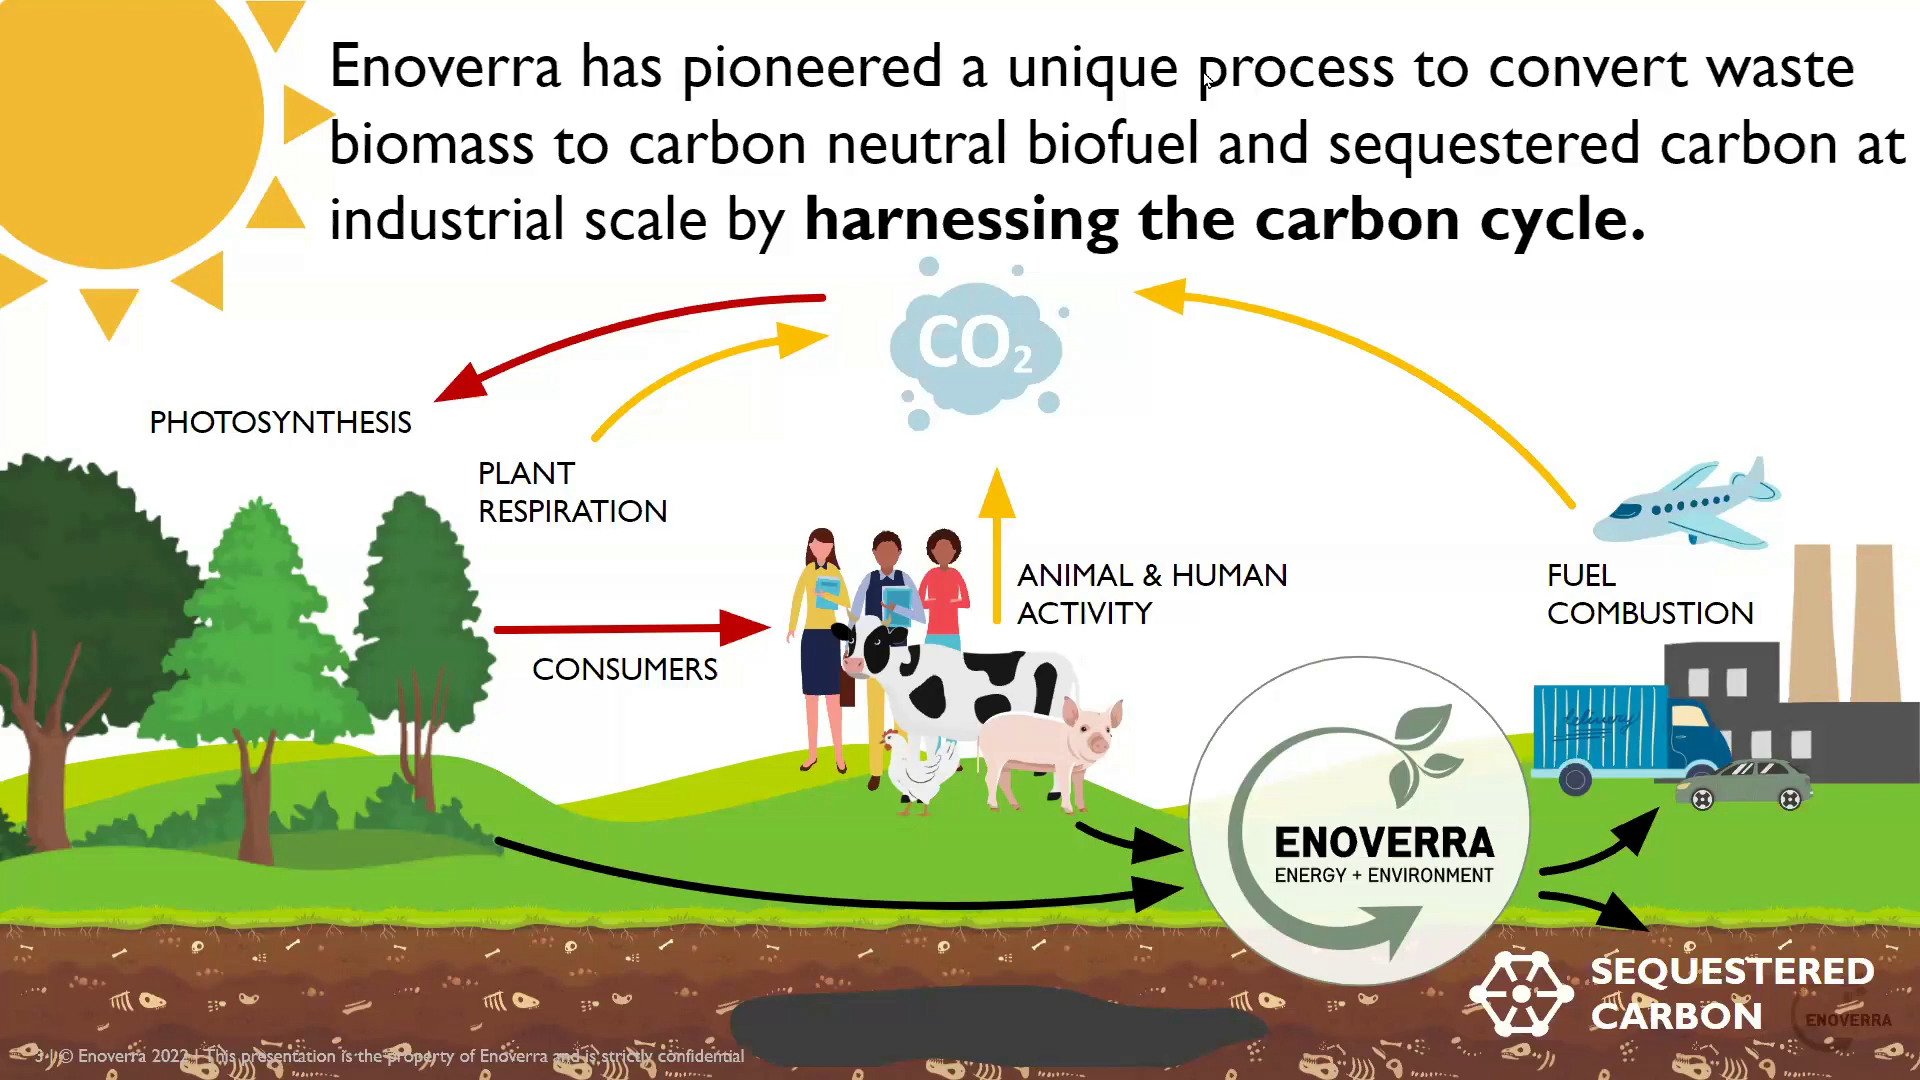 Enoverra has pioneered a unique process to convert waste
biomass to carbon neutral biofuel and sequestered carbon at
industrial scale by harnessing the carbon cycle.
CO2
PHOTOSYNTHESIS
PLANT
RESPIRATION
CONSUMERS
ANIMAL & HUMAN
ACTIVITY
FUEL
COMBUSTION
delivery
ENOVERRA
ENERGY + ENVIRONMENT
SEQUESTERED
CARBON
ENOVERRA
3 | © Enoverra 2022 | This presentation is the property of Enoverra and is strictly confidential